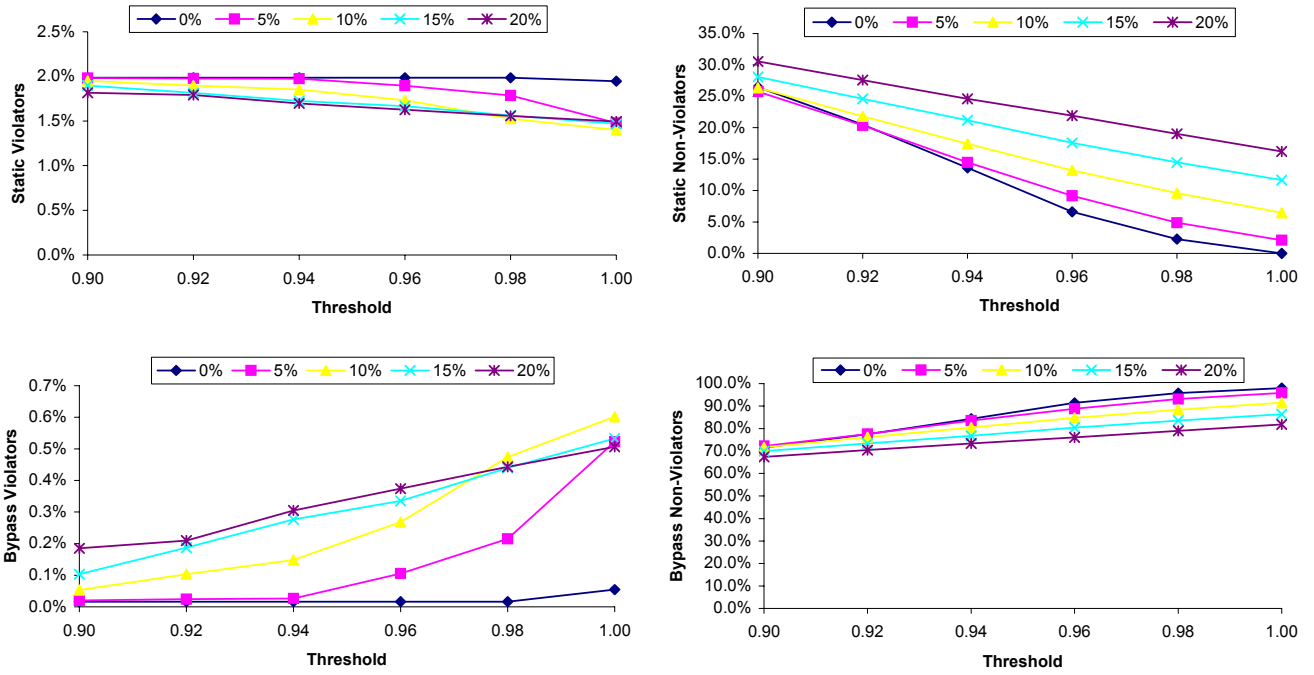 0% 5% 10% 15% 20%
2.5%
2.0%
1.5%
1.0%
0.5%
0.0%
Static Violators
0.90 0.92 0.94 0.96 0.98 1.00
Threshold
0% 5% 10% 15% 20%
35.0%
30.0%
25.0%
20.0%
15.0%
10.0%
5.0%
0.0%
Static Non-Violators
0.90 0.92 0.94 0.96 0.98 1.00
Threshold
0% 5% 10% 15% 20%
0.7%
0.6%
0.5%
0.4%
0.3%
0.2%
0.1%
0.0%
Bypass Violators
0.90 0.92 0.94 0.96 0.98 1.00
Threshold
0% 5% 10% 15% 20%
100.0%
90.0%
80.0%
70.0%
60.0%
50.0%
40.0%
30.0%
20.0%
10.0%
0.0%
Bypass Non-Violators
0.90 0.92 0.94 0.96 0.98 1.00
Threshold